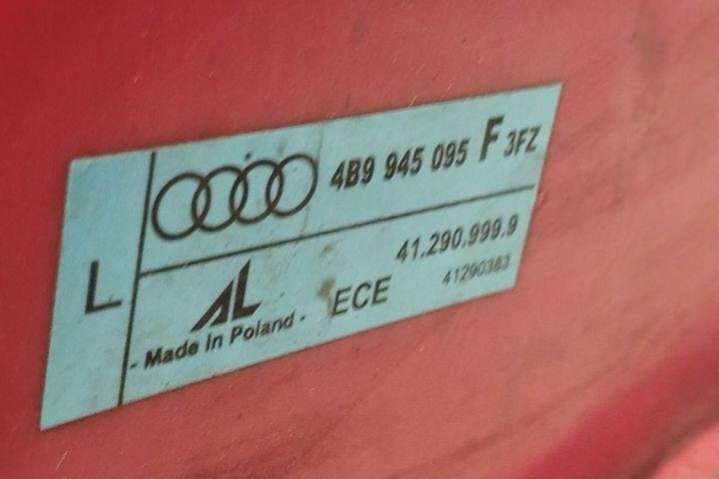 4B9 945 095 F 3FZ
L
41.290.999.9
AL ECE 41290383
- Made in Poland -